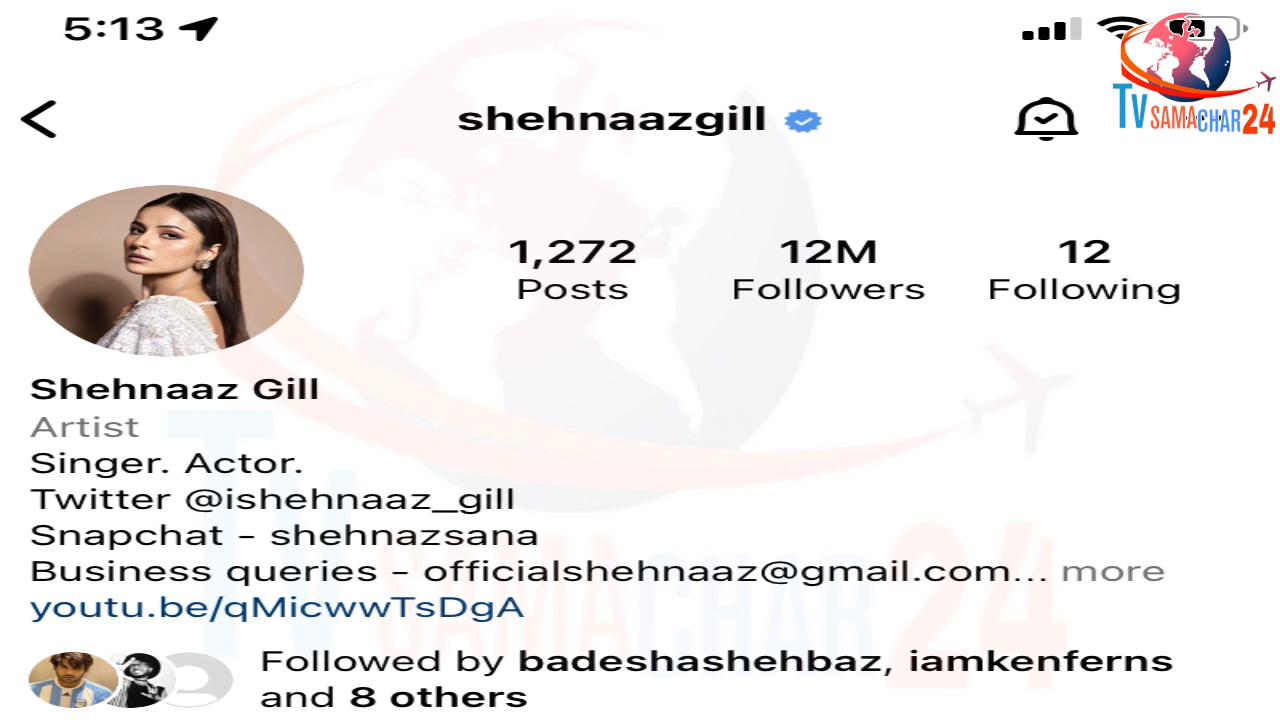 5:13
shehnaazgill
TV SAMACHAR24
1,272 12M 12
Posts Followers Following
Shehnaaz Gill
Artist
Singer. Actor.
Twitter @ishehnaaz_gill
Snapchat - shehnazsana
Business queries - officialshehnaaz@gmail.com... more
youtu.be/qMicwwTsDgA
Followed by badeshashehbaz, iamkenferns
and 8 others
TV SAMACHAR 24